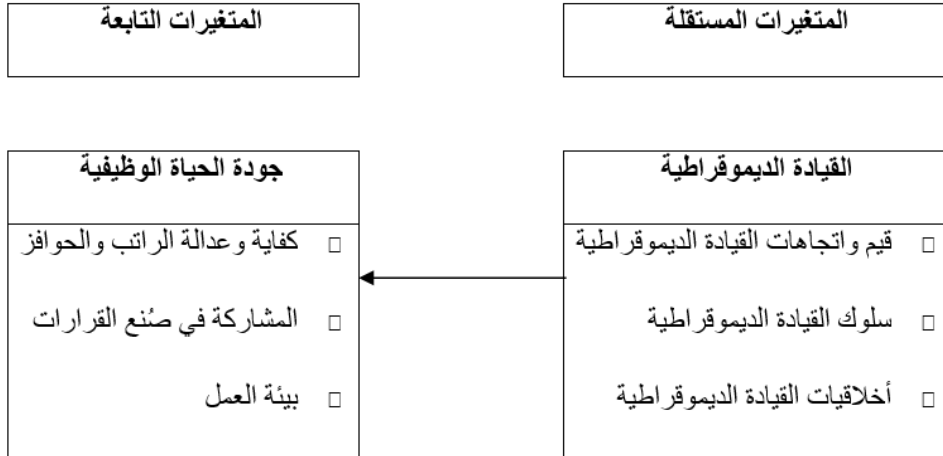 المتغيرات المستقلة
المتغيرات التابعة
القيادة الديموقراطية
قيم واتجاهات القيادة الديموقراطية
سلوك القيادة الديموقراطية
أخلاقيات القيادة الديموقراطية
جودة الحياة الوظيفية
كفاية وعدالة الراتب والحوافز
المشاركة في صُنع القرارات
بيئة العمل